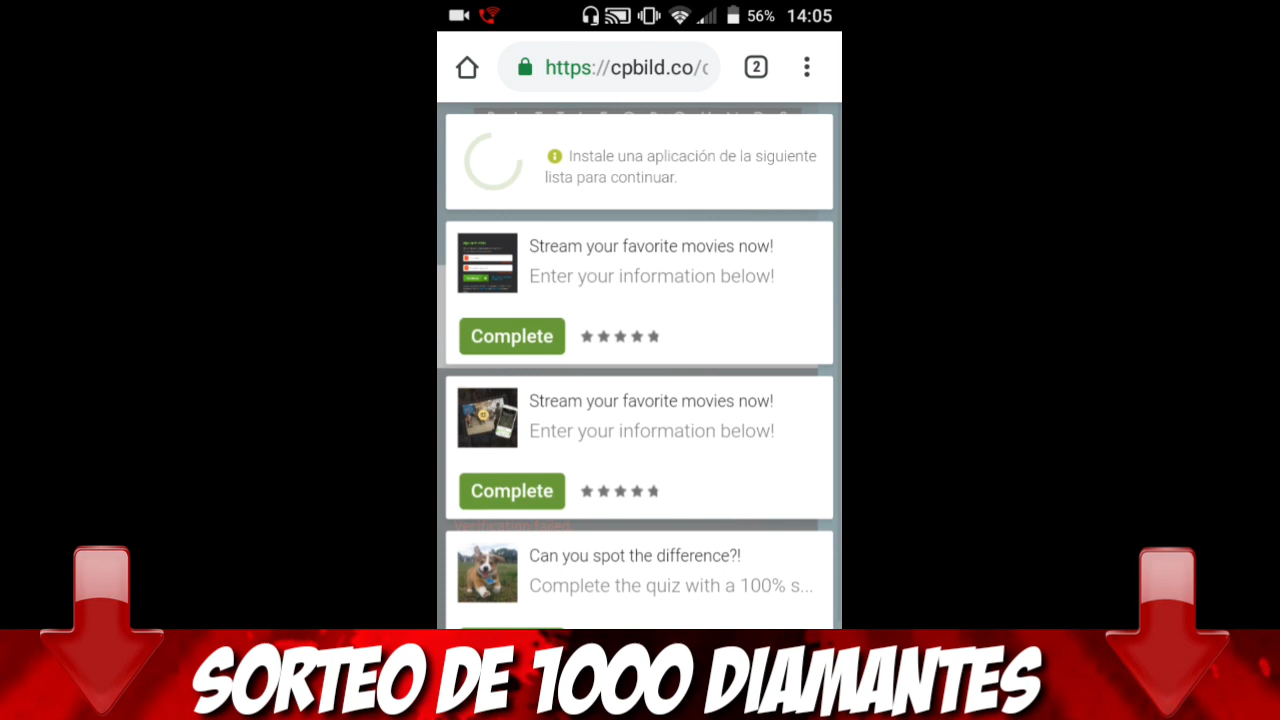 56% 14:05
https://cpbild.co/c
2
Instale una aplicación de la siguiente
lista para continuar.
Stream your favorite movies now!
Enter your information below!
Complete
Stream your favorite movies now!
Enter your information below!
Complete
Verification failed
Can you spot the difference?!
Complete the quiz with a 100% s...
SORTEO DE 1000 DIAMANTES